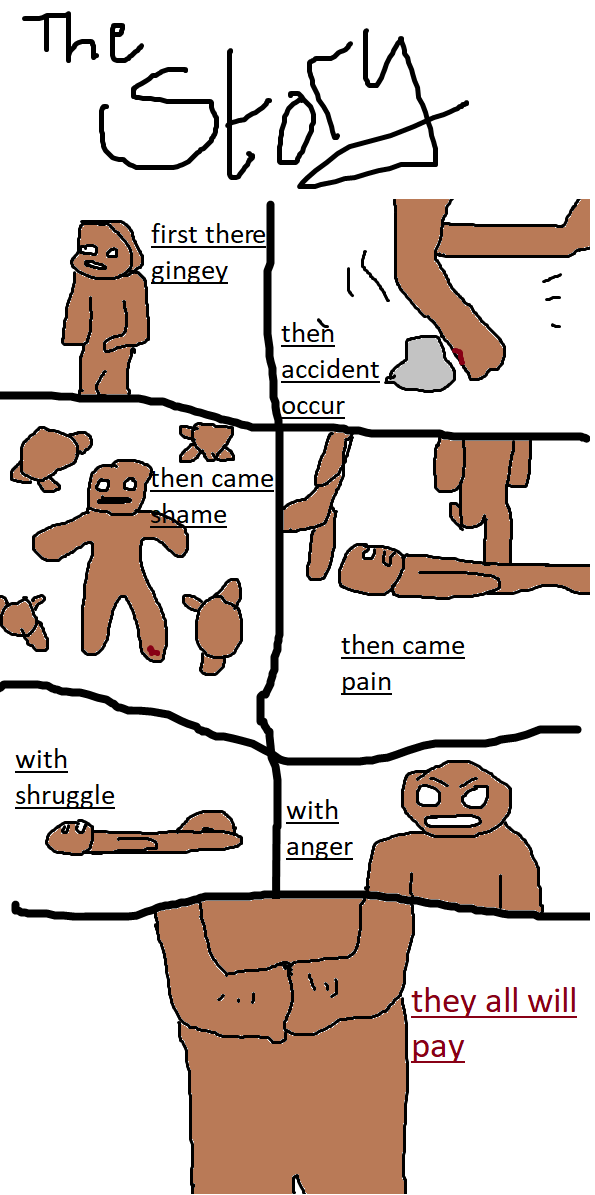 The
Story
first there
gingey
then
accident
occur
then came
shame
then came
pain
with
shruggle
with
anger
they all will
pay